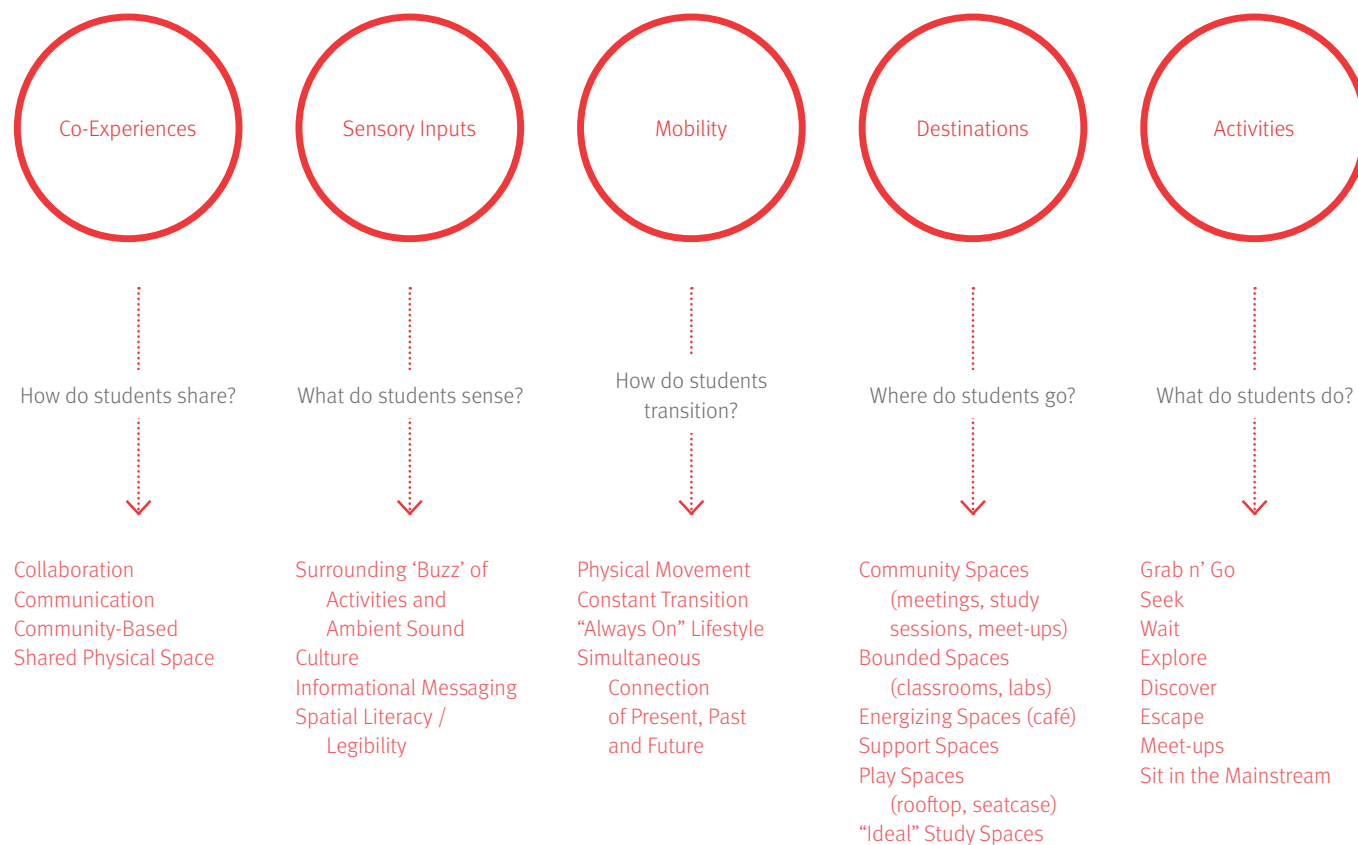 Co-Experiences
Sensory Inputs
Mobility
Destinations
Activities
How do students share?
What do students sense?
How do students
transition?
Where do students go?
What do students do?
Collaboration
Communication
Community-Based
Shared Physical Space
Surrounding ‘Buzz’ of
Activities and
Ambient Sound
Culture
Informational Messaging
Spatial Literacy /
Legibility
Physical Movement
Constant Transition
“Always On” Lifestyle
Simultaneous
Connection
of Present, Past
and Future
Community Spaces
(meetings, study
sessions, meet-ups)
Bounded Spaces
(classrooms, labs)
Energizing Spaces (café)
Support Spaces
Play Spaces
(rooftop, seatcase)
“Ideal” Study Spaces
Grab n’ Go
Seek
Wait
Explore
Discover
Escape
Meet-ups
Sit in the Mainstream